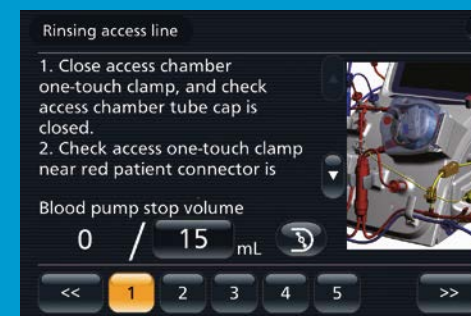 Rinsing access line
1. Close access chamber
one-touch clamp, and check
access chamber tube cap is
closed.
2. Check access one-touch clamp
near red patient connector is
Blood pump stop volume
0 / 15 mL
<< 1 2 3 4 5 >>